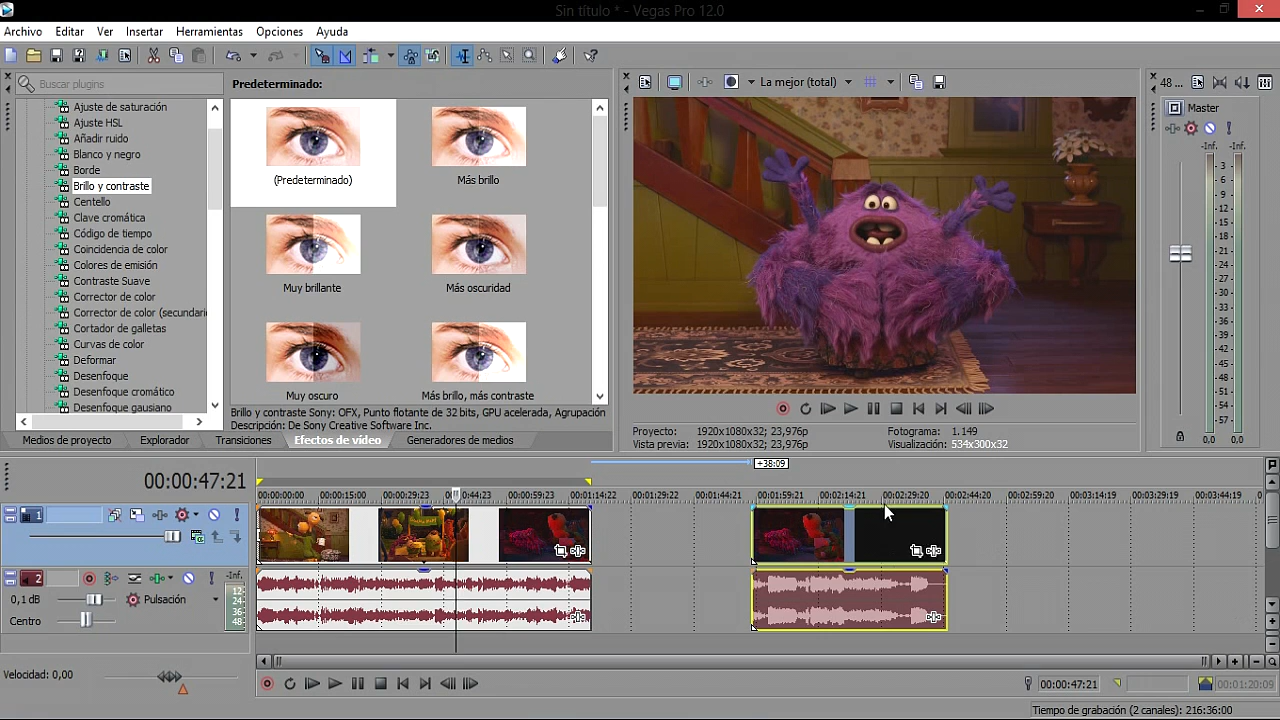 Sin título * - Vegas Pro 12.0
Archivo Editar Ver Insertar Herramientas Opciones Ayuda
Buscar plugins
Ajuste de saturación
Ajuste HSL
Añadir ruido
Blanco y negro
Borde
Brillo y contraste
Centello
Clave cromática
Código de tiempo
Coincidencia de color
Colores de emisión
Contraste Suave
Corrector de color
Corrector de color (secundari
Cortador de galletas
Curvas de color
Deformar
Desenfoque
Desenfoque cromático
Desenfoque gausiano
Predeterminado:
(Predeterminado) Más brillo
Muy brillante Más oscuridad
Muy oscuro Más brillo, más contraste
Brillo y contraste Sony: OFX, Punto flotante de 32 bits, GPU acelerada, Agrupación
Descripción: De Sony Creative Software Inc.
Medios de proyecto Explorador Transiciones Efectos de vídeo Generadores de medios
La mejor (total)
Proyecto: 1920x1080x32; 23,976p Fotograma: 1.149
Vista previa: 1920x1080x32; 23,976p Visualización: 534x300x32
48 ...
Master
-Inf. -Inf.
3
6
9
12
15
18
21
24
27
30
33
36
39
42
45
48
51
54
57
0.0 0.0
+38:09
00:00:47:21
00:00:00:00 00:00:15:00 00:00:29:23 0:44:23 00:00:59:23 00:01:14:22 00:01:29:22 00:01:44:21 00:01:59:21 00:02:14:21 00:02:29:20 00:02:44:20 00:02:59:20 00:03:14:19 00:03:29:19 00:03:44:19 0
1
2
-Inf.
12
24
36
48
0,1 dB Pulsación
Centro
Velocidad: 0,00
00:00:47:21 00:01:20:09
Tiempo de grabación (2 canales): 216:36:00